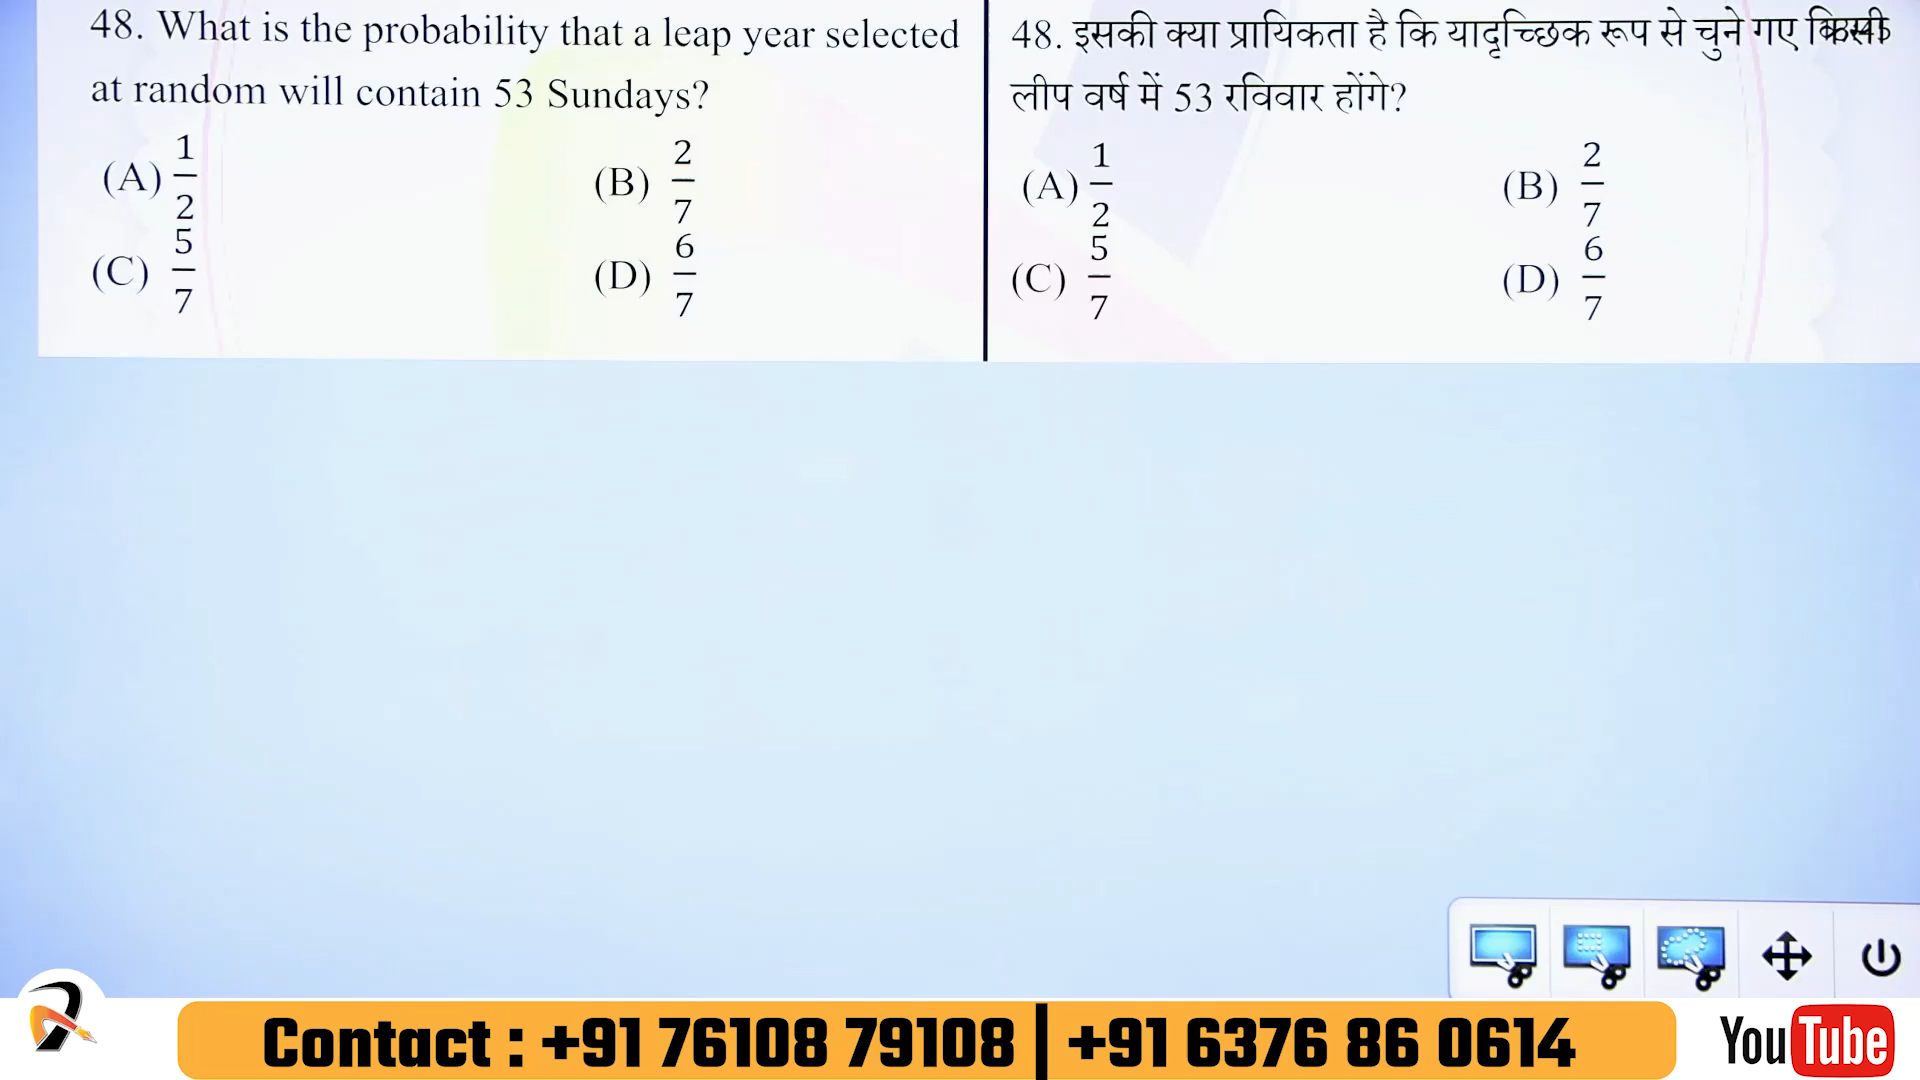 48. What is the probability that a leap year selected
at random will contain 53 Sundays?
(A) 1/2 (B) 2/7
(C) 5/7 (D) 6/7
48. इसकी क्या प्रायिकता है कि यादृच्छिक रूप से चुने गए किसी
लीप वर्ष में 53 रविवार होंगे?
(A) 1/2 (B) 2/7
(C) 5/7 (D) 6/7
Contact : +91 76108 79108 | +91 6376 86 0614
YouTube